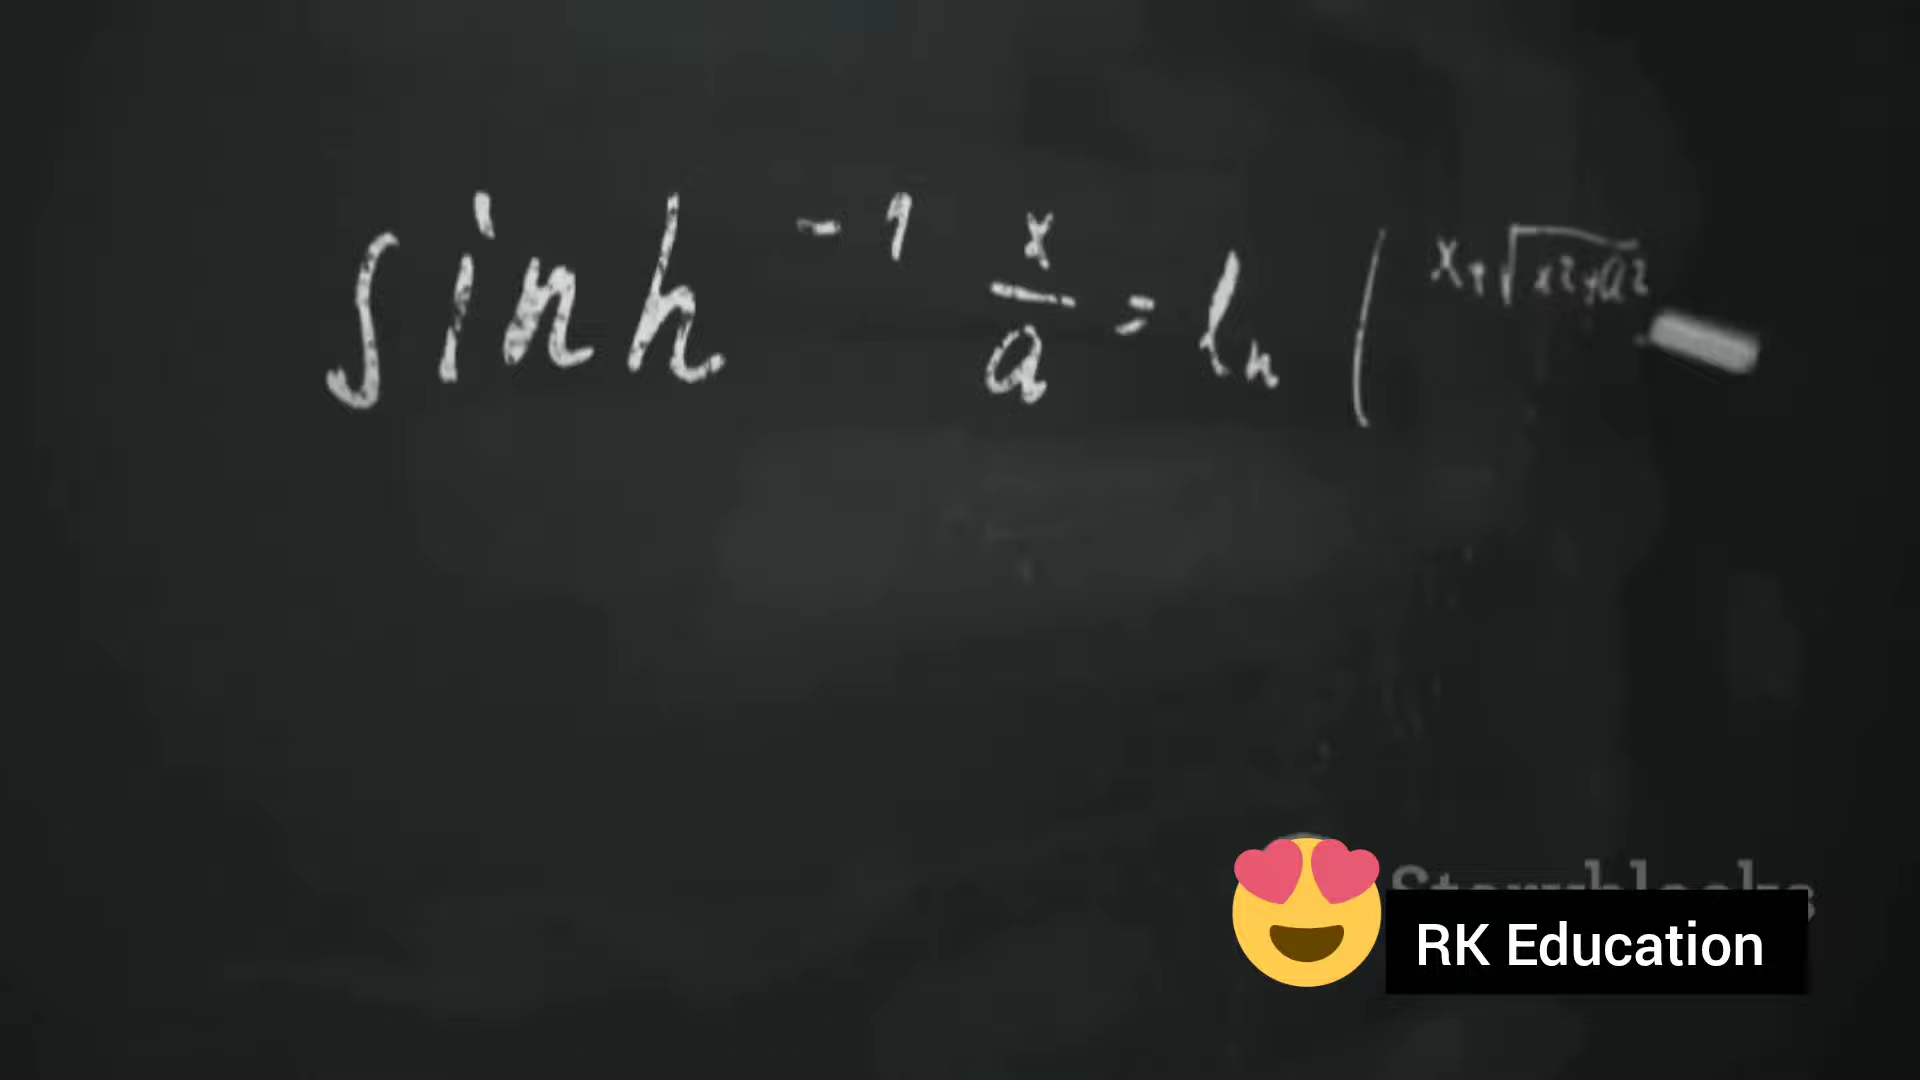 sinh⁻¹ x/a = ln ( x+√x²+a²
RK Education